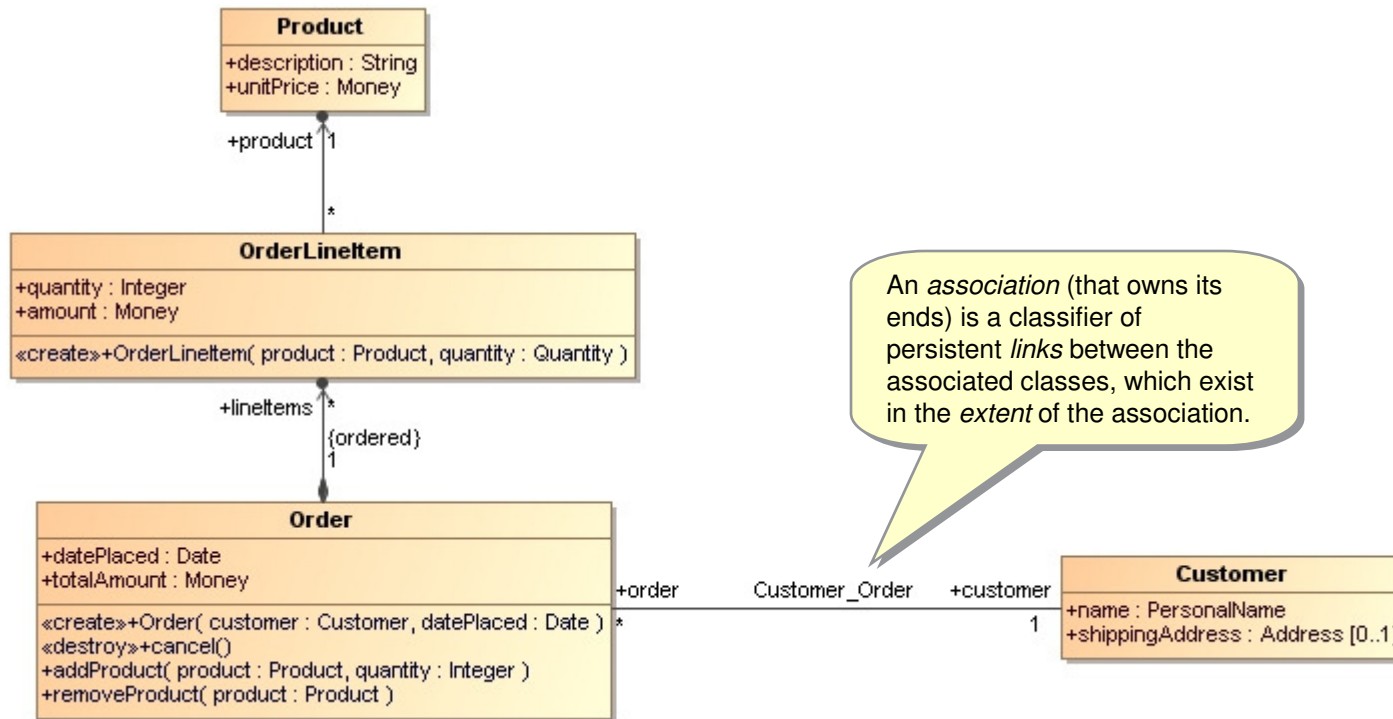 Product
+description : String
+unitPrice : Money
+product 1
*
OrderLineItem
+quantity : Integer
+amount : Money
«create»+OrderLineItem( product : Product, quantity : Quantity )
+lineItems *
{ordered}
1
Order
+datePlaced : Date
+totalAmount : Money
«create»+Order( customer : Customer, datePlaced : Date )
«destroy»+cancel()
+addProduct( product : Product, quantity : Integer )
+removeProduct( product : Product )
An association (that owns its
ends) is a classifier of
persistent links between the
associated classes, which exist
in the extent of the association.
+order Customer_Order +customer
* 1
Customer
+name : PersonalName
+shippingAddress : Address [0..1]